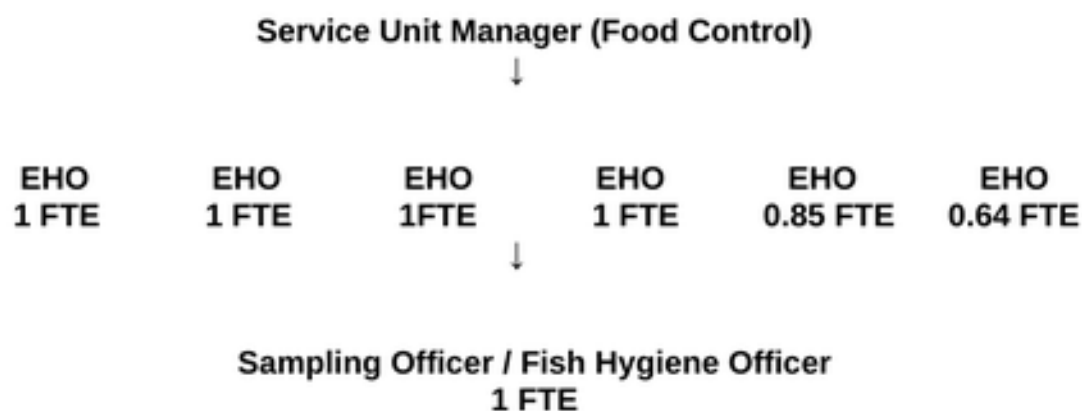 Service Unit Manager (Food Control)
↓
EHO EHO EHO EHO EHO EHO
1 FTE 1 FTE 1FTE 1 FTE 0.85 FTE 0.64 FTE
↓
Sampling Officer / Fish Hygiene Officer
1 FTE